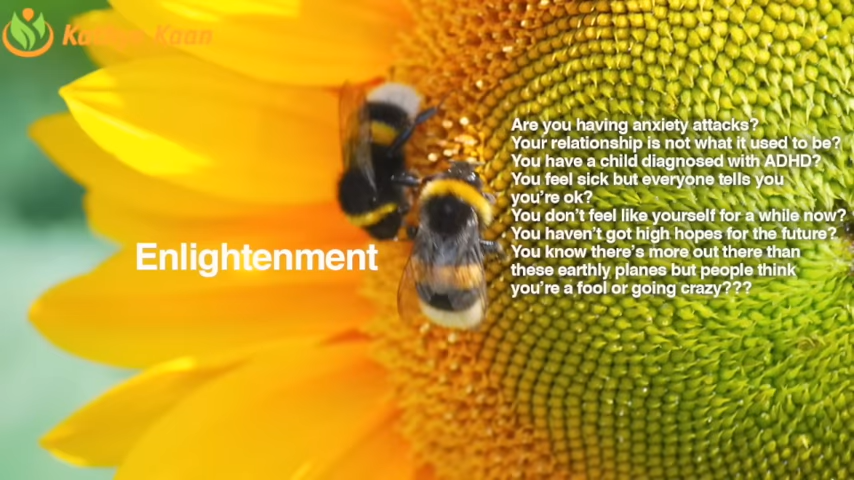 Kaan
Enlightenment
Are you having anxiety attacks?
Your relationship is not what it used to be?
You have a child diagnosed with ADHD?
You feel sick but everyone tells you
you're ok?
You don't feel like yourself for a while now?
You haven't got high hopes for the future?
You know there's more out there than
these earthly planes but people think
you're a fool or going crazy???